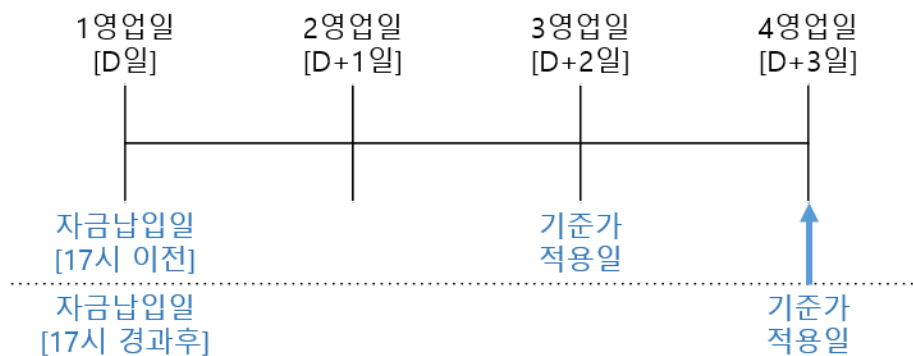 1영업일 2영업일 3영업일 4영업일
[D일] [D+1일] [D+2일] [D+3일]
자금납입일 기준가
[17시 이전] 적용일
자금납입일 기준가
[17시 경과후] 적용일